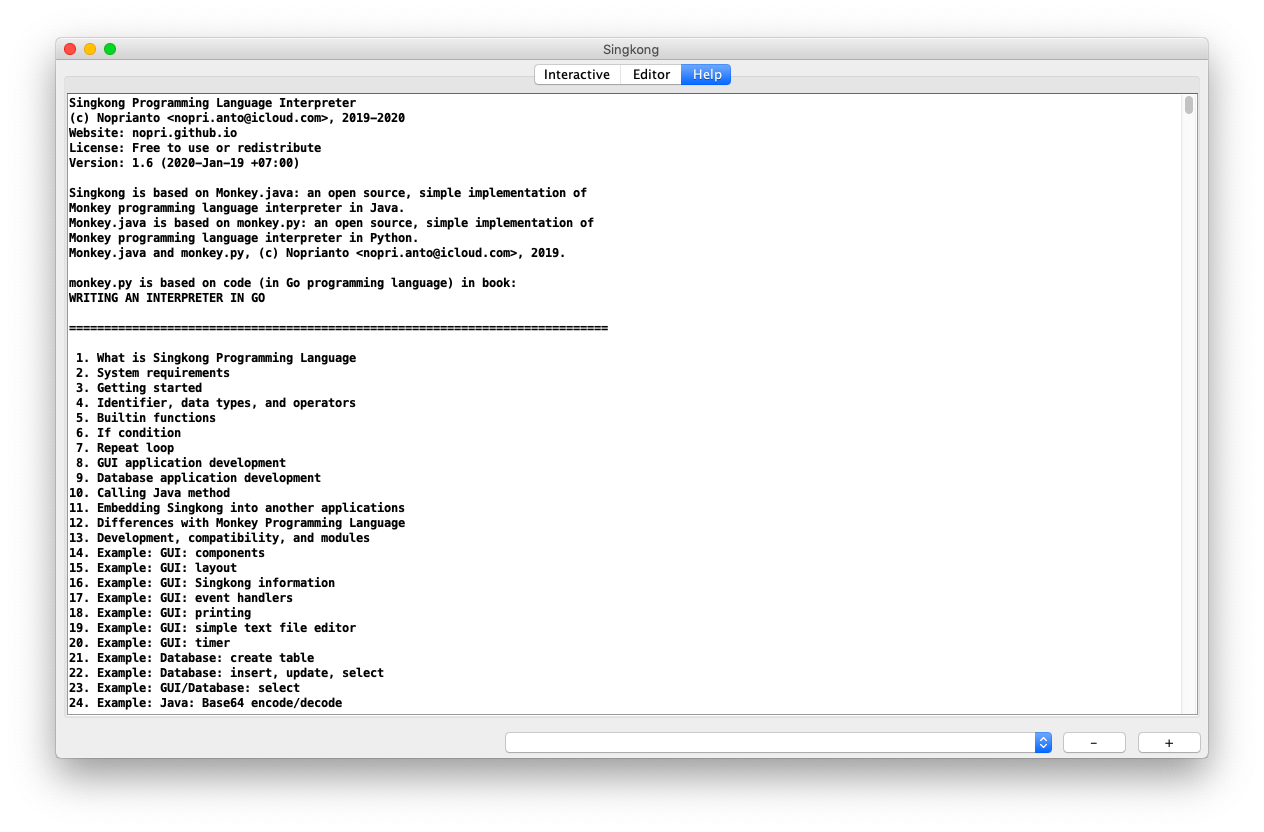 Singkong
Interactive
Editor
Help
Singkong Programming Language Interpreter
(c) Noprianto <nopri.anto@icloud.com>, 2019-2020
Website: nopri.github.io
License: Free to use or redistribute
Version: 1.6 (2020-Jan-19 +07:00)
Singkong is based on Monkey.java: an open source, simple implementation of
Monkey programming language interpreter in Java.
Monkey.java is based on monkey.py: an open source, simple implementation of
Monkey programming language interpreter in Python.
Monkey.java and monkey.py, (c) Noprianto <nopri.anto@icloud.com>, 2019.
monkey.py is based on code (in Go programming language) in book:
WRITING AN INTERPRETER IN GO
=============================================================================
1. What is Singkong Programming Language
2. System requirements
3. Getting started
4. Identifier, data types, and operators
5. Builtin functions
6. If condition
7. Repeat loop
8. GUI application development
9. Database application development
10. Calling Java method
11. Embedding Singkong into another applications
12. Differences with Monkey Programming Language
13. Development, compatibility, and modules
14. Example: GUI: components
15. Example: GUI: layout
16. Example: GUI: Singkong information
17. Example: GUI: event handlers
18. Example: GUI: printing
19. Example: GUI: simple text file editor
20. Example: GUI: timer
21. Example: Database: create table
22. Example: Database: insert, update, select
23. Example: GUI/Database: select
24. Example: Java: Base64 encode/decode
-
+